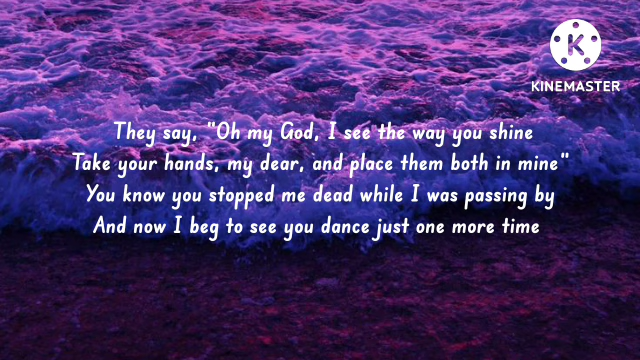 KINEMASTER
They say, "Oh my God, I see the way you shine
Take your hands, my dear, and place them both in mine"
You know you stopped me dead while I was passing by
And now I beg to see you dance just one more time